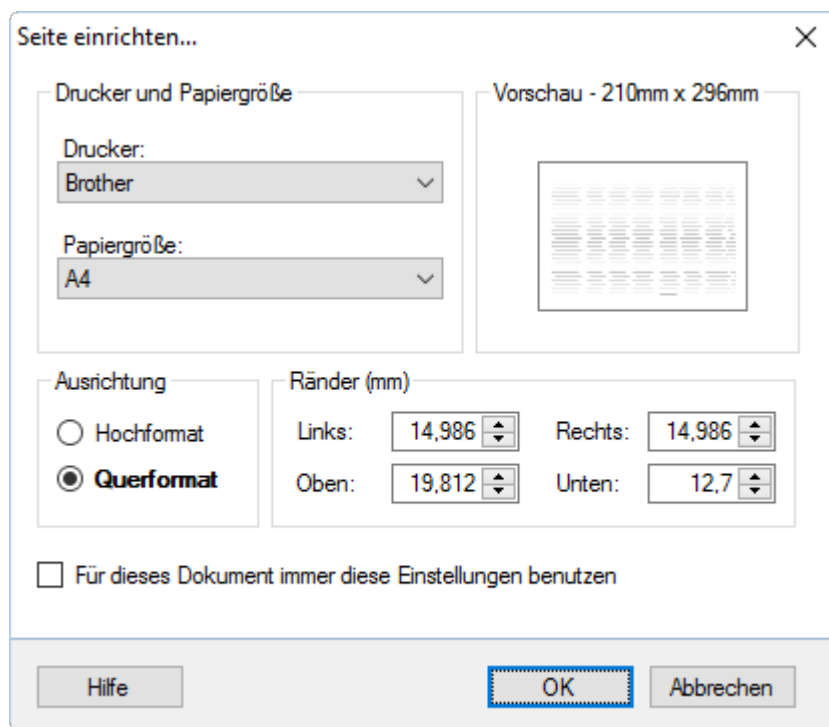 Seite einrichten...
Drucker und Papiergröße
Drucker:
Brother
Papiergröße:
A4
Vorschau - 210mm x 296mm
Ausrichtung
Hochformat
Querformat
Ränder (mm)
Links: 14,986 Rechts: 14,986
Oben: 19,812 Unten: 12,7
Für dieses Dokument immer diese Einstellungen benutzen
Hilfe OK Abbrechen